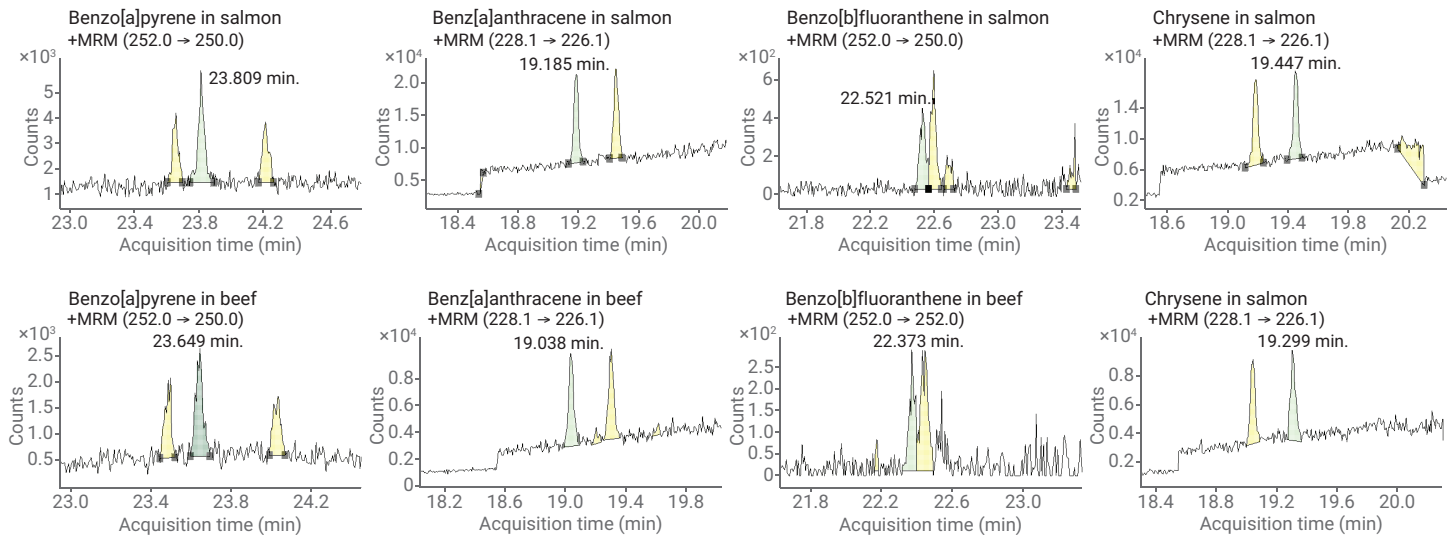 Benzo[a]pyrene in salmon
+MRM (252.0 → 250.0)
×10³
23.809 min.
5
4
3
2
1
Counts
23.0 23.4 23.8 24.2 24.6
Acquisition time (min)
Benz[a]anthracene in salmon
+MRM (228.1 → 226.1)
×10⁴
19.185 min.
2.0
1.5
1.0
0.5
Counts
18.4 18.8 19.2 19.6 20.0
Acquisition time (min)
Benzo[b]fluoranthene in salmon
+MRM (252.0 → 250.0)
×10²
22.521 min.
6
4
2
0
Counts
21.8 22.2 22.6 23.0 23.4
Acquisition time (min)
Chrysene in salmon
+MRM (228.1 → 226.1)
×10⁴
19.447 min.
1.4
1.0
0.6
0.2
Counts
18.6 19.0 19.4 19.8 20.2
Acquisition time (min)
Benzo[a]pyrene in beef
+MRM (252.0 → 250.0)
×10³
23.649 min.
2.5
2.0
1.5
1.0
0.5
Counts
23.0 23.4 23.8 24.2
Acquisition time (min)
Benz[a]anthracene in beef
+MRM (228.1 → 226.1)
×10⁴
19.038 min.
0.8
0.6
0.4
0.2
0
Counts
18.2 18.6 19.0 19.4 19.8
Acquisition time (min)
Benzo[b]fluoranthene in beef
+MRM (252.0 → 252.0)
×10²
22.373 min.
2.5
2.0
1.5
1.0
0.5
0
Counts
21.8 22.2 22.6 23.0
Acquisition time (min)
Chrysene in salmon
+MRM (228.1 → 226.1)
×10⁴
19.299 min.
0.8
0.6
0.4
0.2
Counts
18.4 18.8 19.2 19.6 20.0
Acquisition time (min)